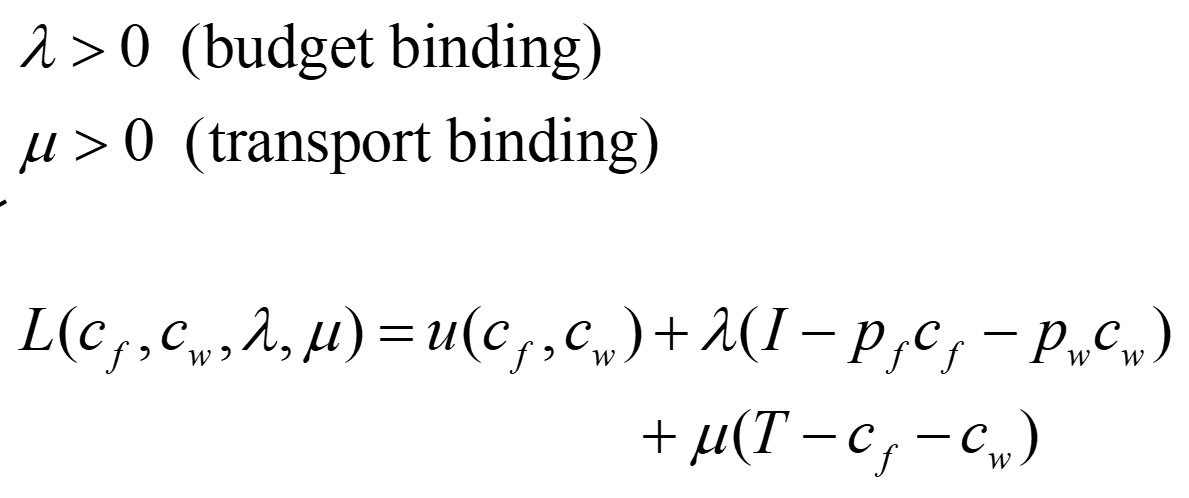 λ > 0 (budget binding)
μ > 0 (transport binding)
L(c_f, c_w, λ, μ) = u(c_f, c_w) + λ(I − p_f c_f − p_w c_w)
+ μ(T − c_f − c_w)